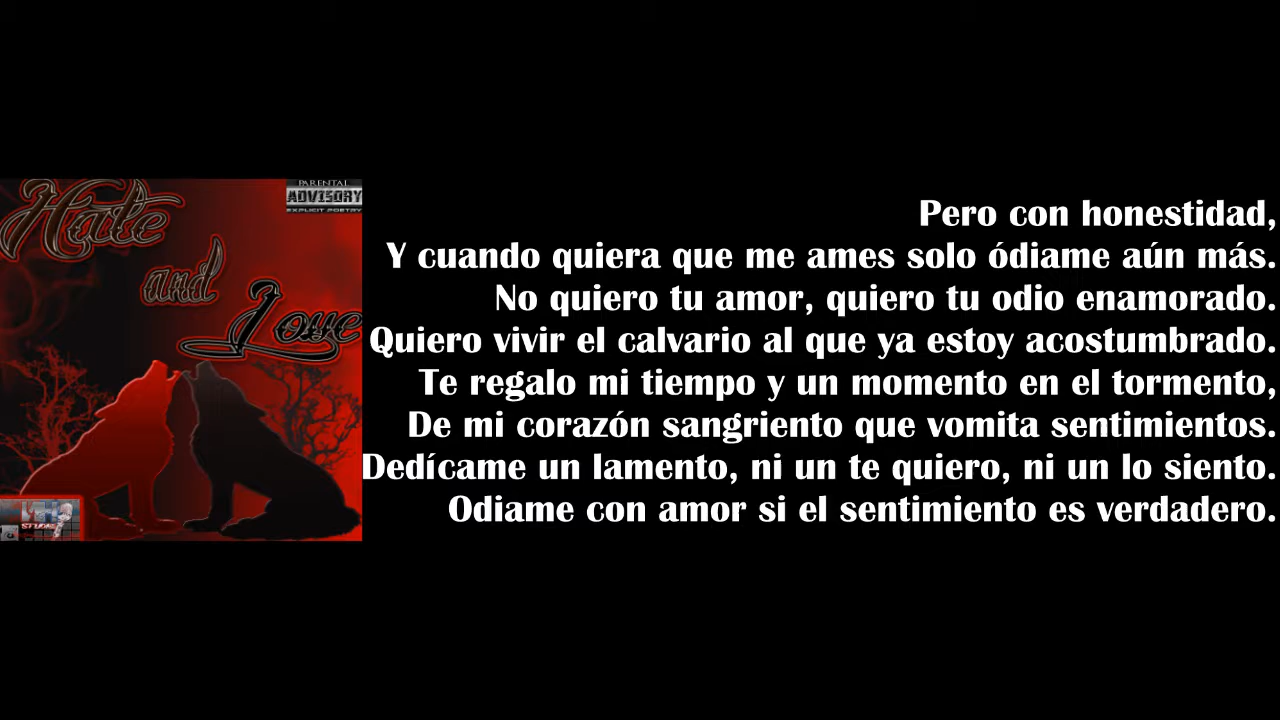 Hate
and
Love
PARENTAL
ADVISORY
EXPLICIT POETRY
STUDIO
Pero con honestidad,
Y cuando quiera que me ames solo ódiame aún más.
No quiero tu amor, quiero tu odio enamorado.
Quiero vivir el calvario al que ya estoy acostumbrado.
Te regalo mi tiempo y un momento en el tormento,
De mi corazón sangriento que vomita sentimientos.
Dedícame un lamento, ni un te quiero, ni un lo siento.
Odiame con amor si el sentimiento es verdadero.